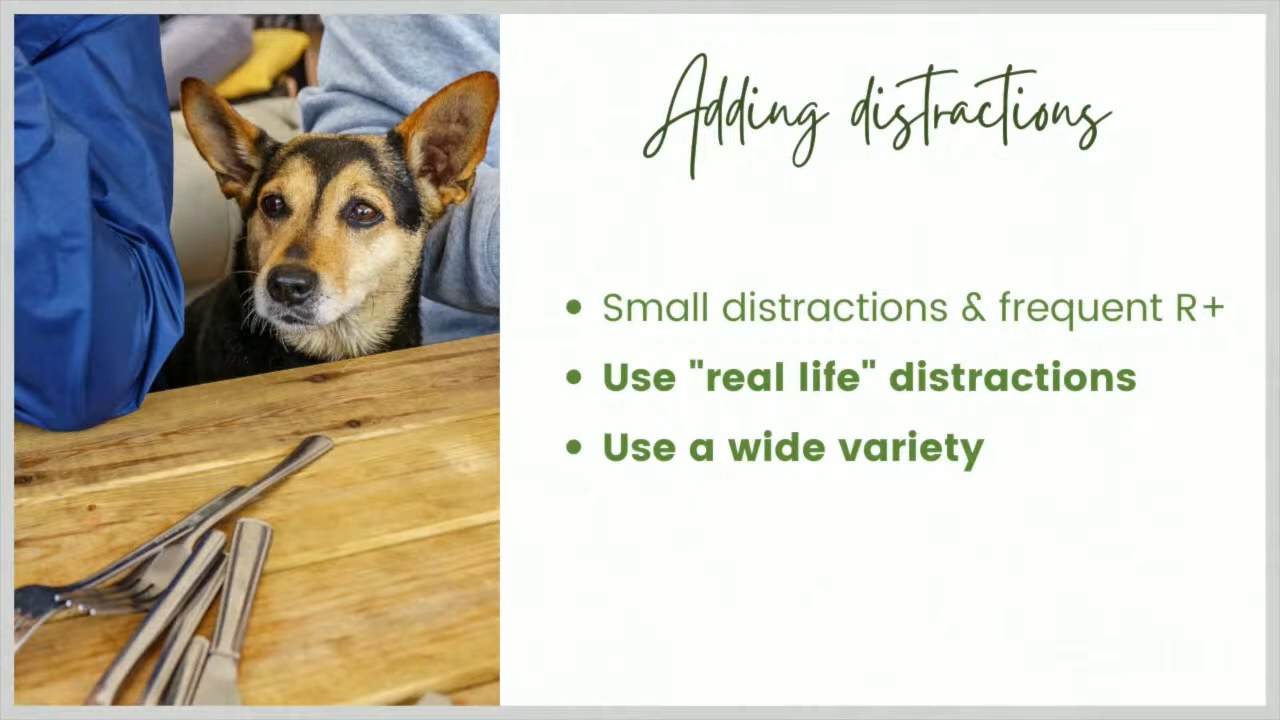 Adding distractions
• Small distractions & frequent R+
• Use "real life" distractions
• Use a wide variety